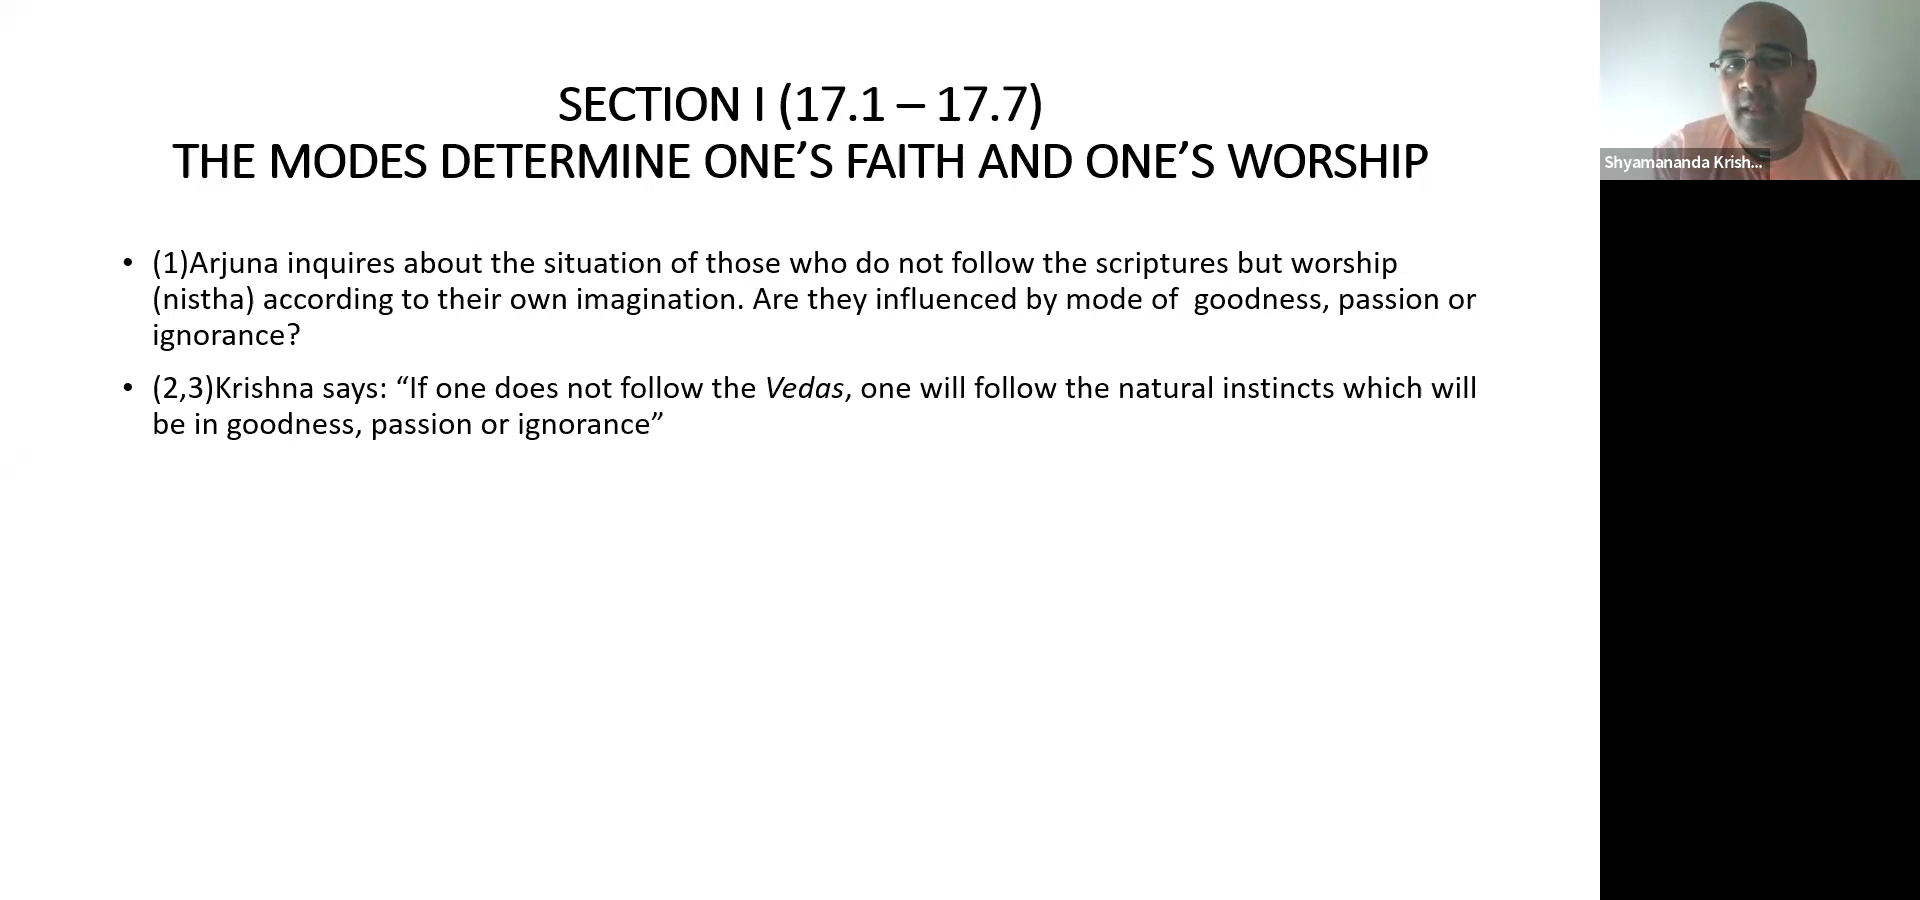 SECTION I (17.1 – 17.7)
THE MODES DETERMINE ONE’S FAITH AND ONE’S WORSHIP
• (1)Arjuna inquires about the situation of those who do not follow the scriptures but worship
(nistha) according to their own imagination. Are they influenced by mode of  goodness, passion or
ignorance?
• (2,3)Krishna says: “If one does not follow the Vedas, one will follow the natural instincts which will
be in goodness, passion or ignorance”
Shyamananda Krish...